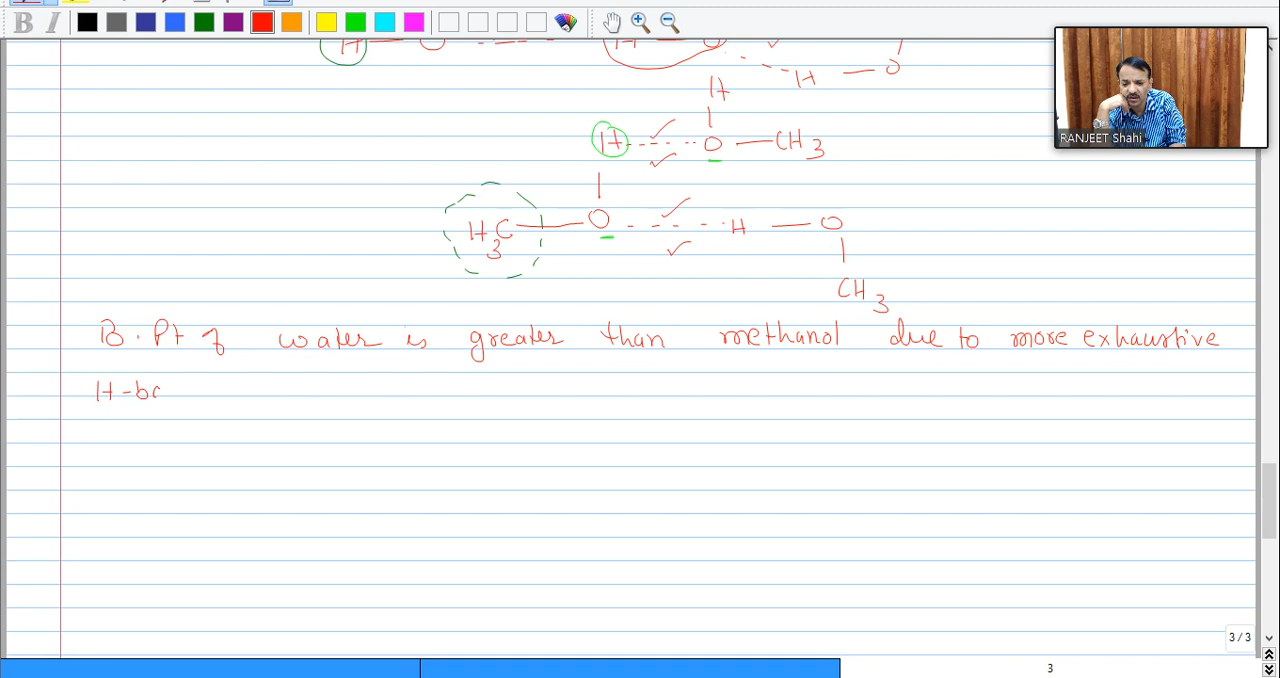 B I
H O H O
H O
H
H O CH3
H3C O H O
CH3
B. Pt of water is greater than methanol due to more exhaustive
H-bo
RANJEET Shahi
3 / 3
3